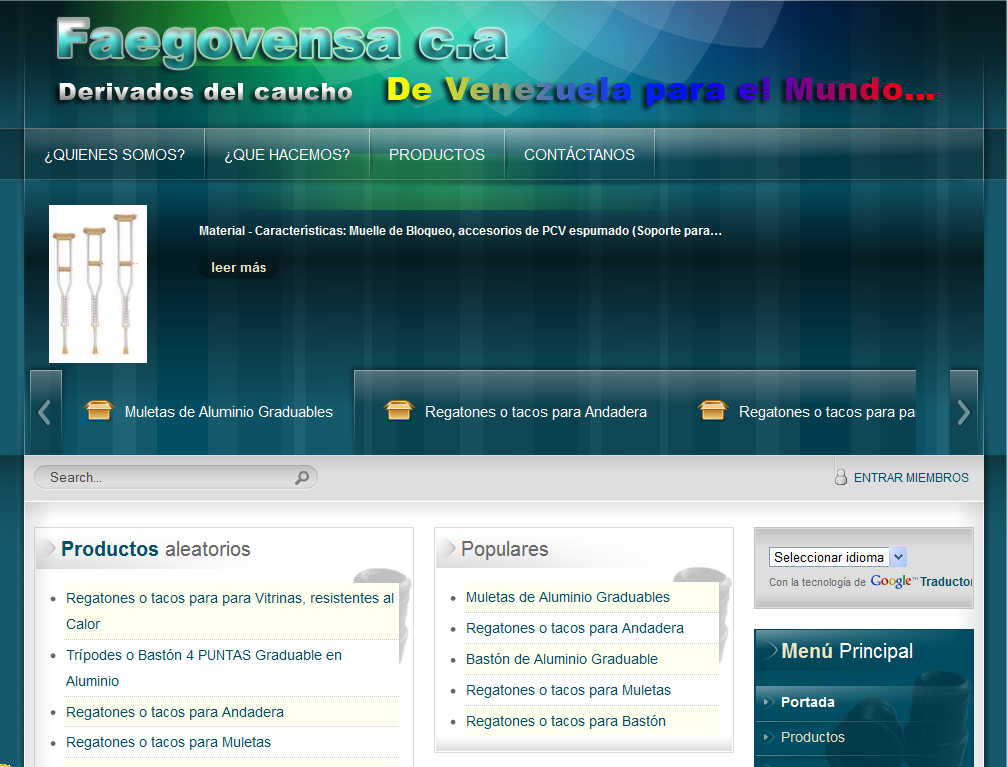 Faegovensa c.a
Derivados del caucho
De Venezuela para el Mundo...
¿QUIENES SOMOS?
¿QUE HACEMOS?
PRODUCTOS
CONTÁCTANOS
Material - Características: Muelle de Bloqueo, accesorios de PCV espumado (Soporte para...
leer más
Muletas de Aluminio Graduables
Regatones o tacos para Andadera
Regatones o tacos para pa
Search...
ENTRAR MIEMBROS
Productos aleatorios
Regatones o tacos para para Vitrinas, resistentes al
Calor
Trípodes o Bastón 4 PUNTAS Graduable en
Aluminio
Regatones o tacos para Andadera
Regatones o tacos para Muletas
Populares
Muletas de Aluminio Graduables
Regatones o tacos para Andadera
Bastón de Aluminio Graduable
Regatones o tacos para Muletas
Regatones o tacos para Bastón
Seleccionar idioma
Con la tecnología de Google™ Traductor
Menú Principal
Portada
Productos